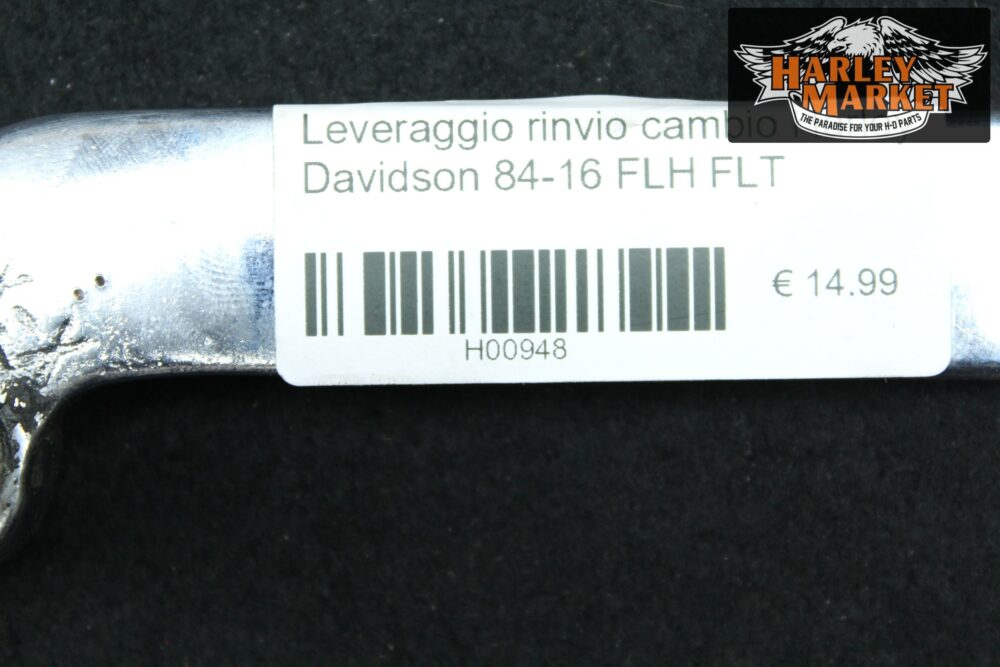 HARLEY
MARKET
THE PARADISE FOR YOUR H-D PARTS
Leveraggio rinvio cambio
Davidson 84-16 FLH FLT
€ 14.99
H00948